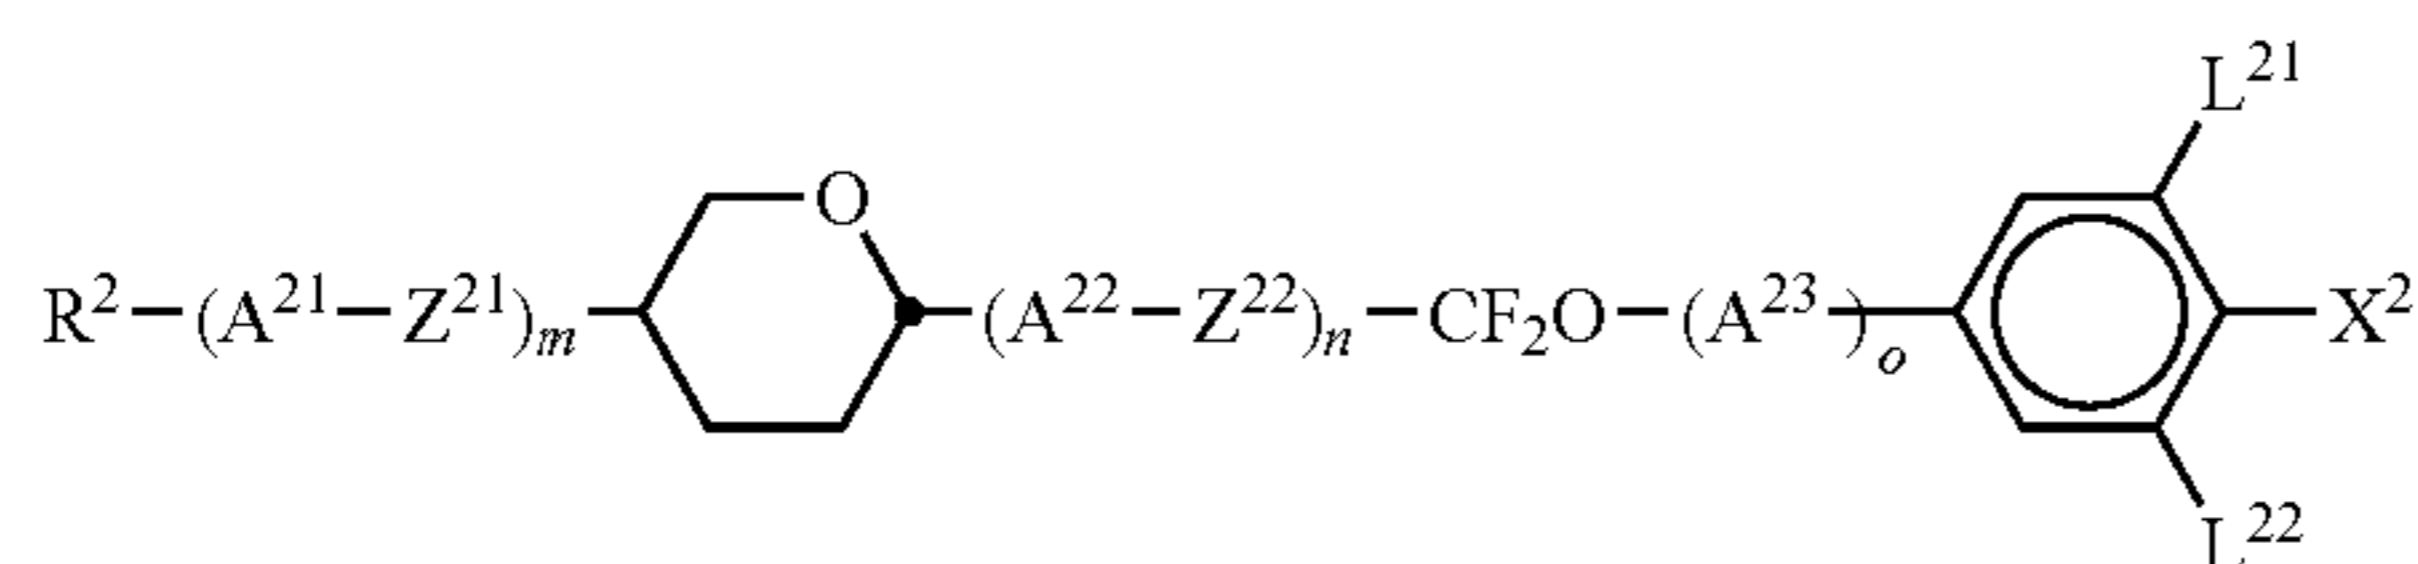 L²¹
O
R²—(A²¹—Z²¹)ₘ—(A²²—Z²²)ₙ—CF₂O—(A²³)ₒ—X²
L²²